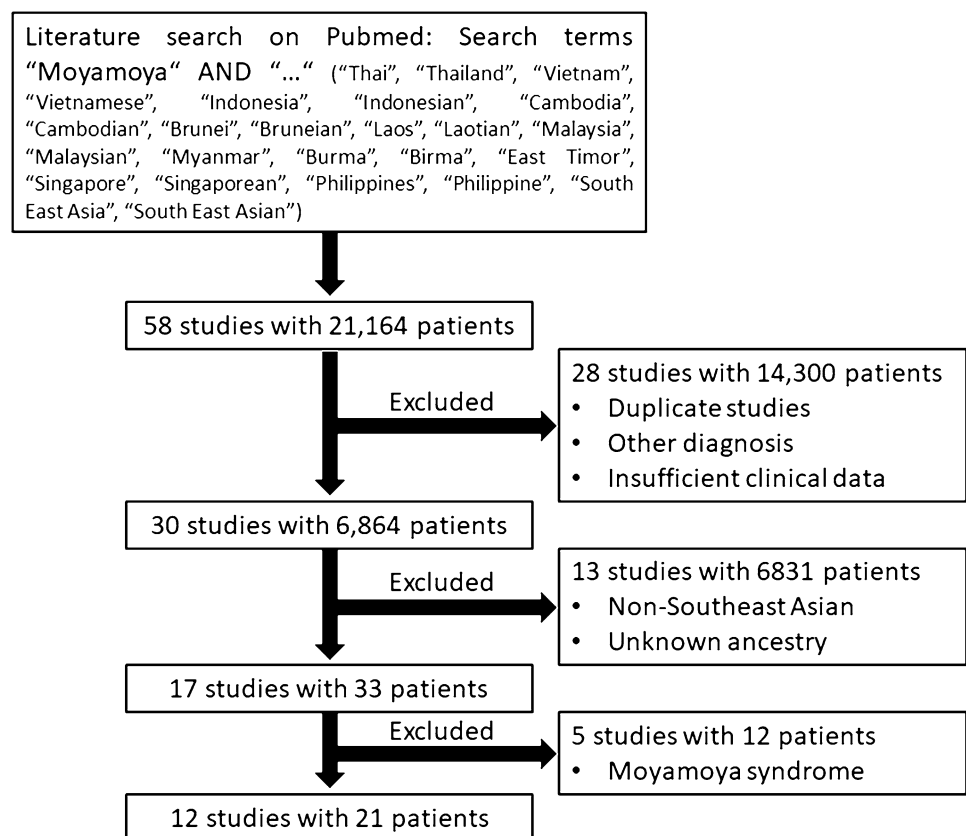 Literature search on Pubmed: Search terms
“Moyamoya“ AND “...“ (“Thai”, “Thailand”, “Vietnam”,
“Vietnamese”, “Indonesia”, “Indonesian”, “Cambodia”,
“Cambodian”, “Brunei”, “Bruneian”, “Laos”, “Laotian”, “Malaysia”,
“Malaysian”, “Myanmar”, “Burma”, “Birma”, “East Timor”,
“Singapore”, “Singaporean”, “Philippines”, “Philippine”, “South
East Asia”, “South East Asian”)
58 studies with 21,164 patients
Excluded
28 studies with 14,300 patients
• Duplicate studies
• Other diagnosis
• Insufficient clinical data
30 studies with 6,864 patients
Excluded
13 studies with 6831 patients
• Non-Southeast Asian
• Unknown ancestry
17 studies with 33 patients
Excluded
5 studies with 12 patients
• Moyamoya syndrome
12 studies with 21 patients